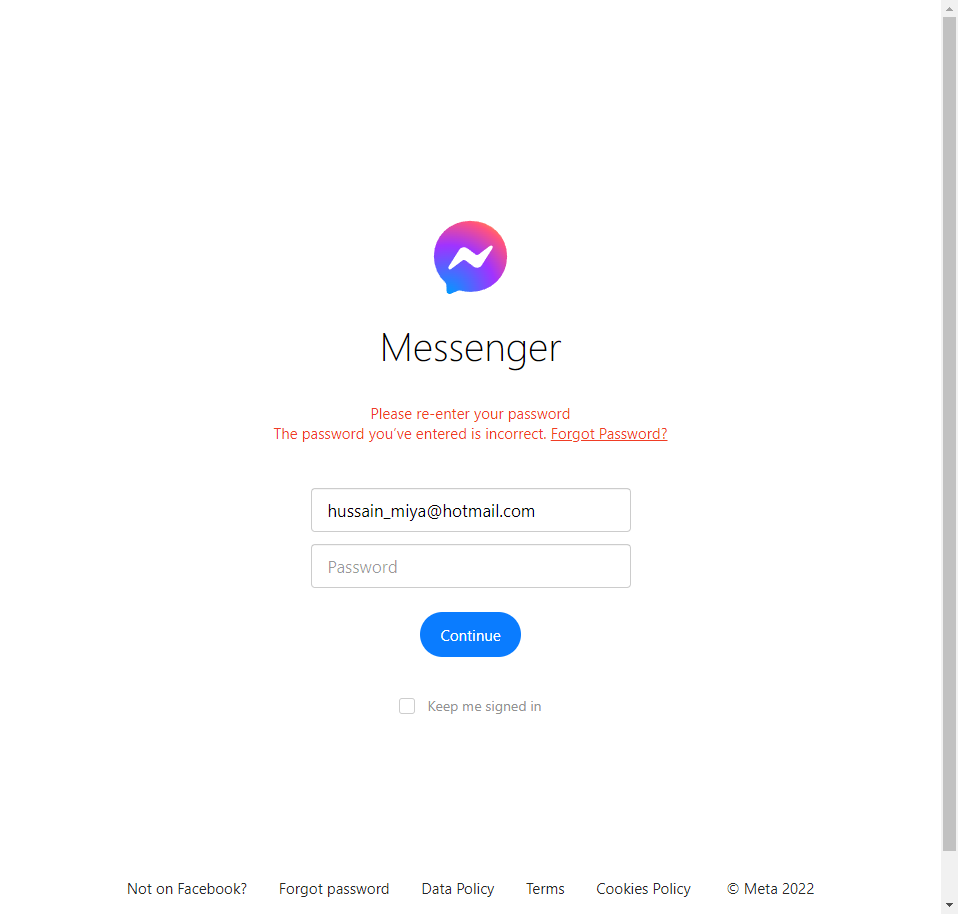 Messenger
Please re-enter your password
The password you've entered is incorrect. Forgot Password?
hussain_miya@hotmail.com
Password
Continue
Keep me signed in
Not on Facebook? Forgot password Data Policy Terms Cookies Policy © Meta 2022